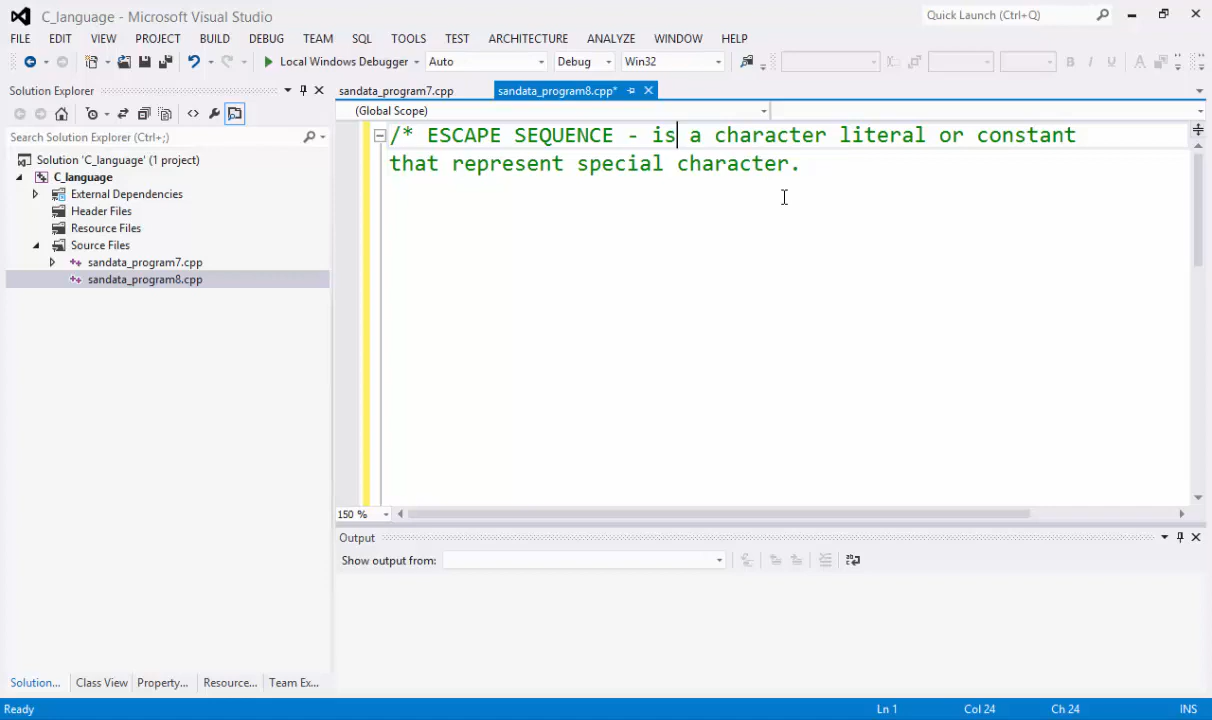 C_language - Microsoft Visual Studio
Quick Launch (Ctrl+Q)
FILE EDIT VIEW PROJECT BUILD DEBUG TEAM SQL TOOLS TEST ARCHITECTURE ANALYZE WINDOW HELP
Local Windows Debugger Auto Debug Win32 B I U A
Solution Explorer
sandata_program7.cpp sandata_program8.cpp*
(Global Scope)
Search Solution Explorer (Ctrl+;)
/* ESCAPE SEQUENCE - is a character literal or constant
that represent special character.
Solution 'C_language' (1 project)
C_language
External Dependencies
Header Files
Resource Files
Source Files
sandata_program7.cpp
sandata_program8.cpp
150 %
Output
Show output from:
Solution... Class View Property... Resource... Team Ex...
Ready Ln 1 Col 24 Ch 24 INS